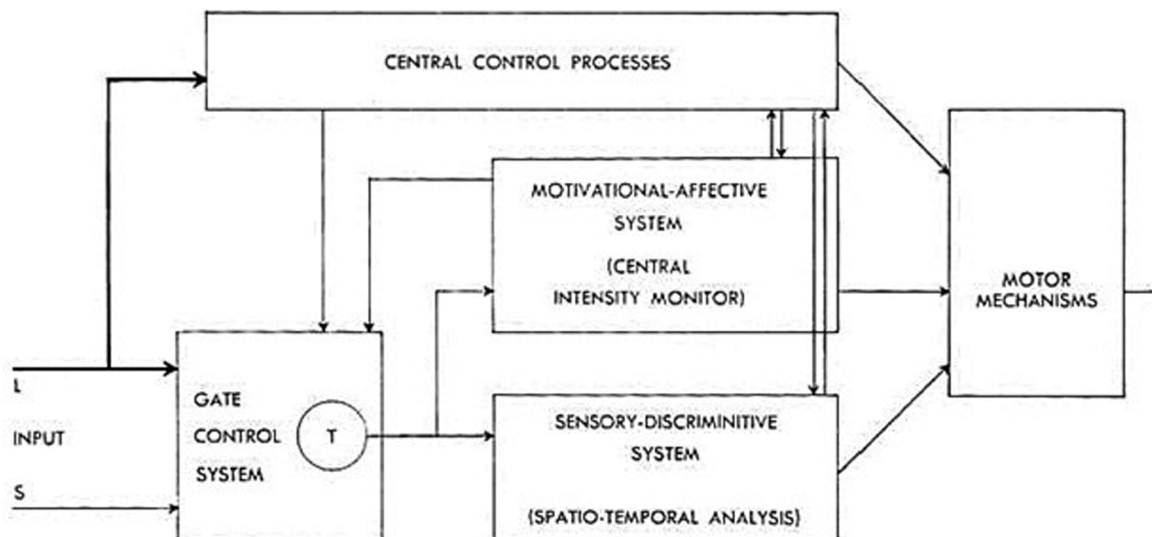 CENTRAL CONTROL PROCESSES
MOTIVATIONAL-AFFECTIVE
SYSTEM
(CENTRAL
INTENSITY MONITOR)
MOTOR
MECHANISMS
L
INPUT
S
GATE
CONTROL
SYSTEM
T
SENSORY-DISCRIMINITIVE
SYSTEM
(SPATIO-TEMPORAL ANALYSIS)